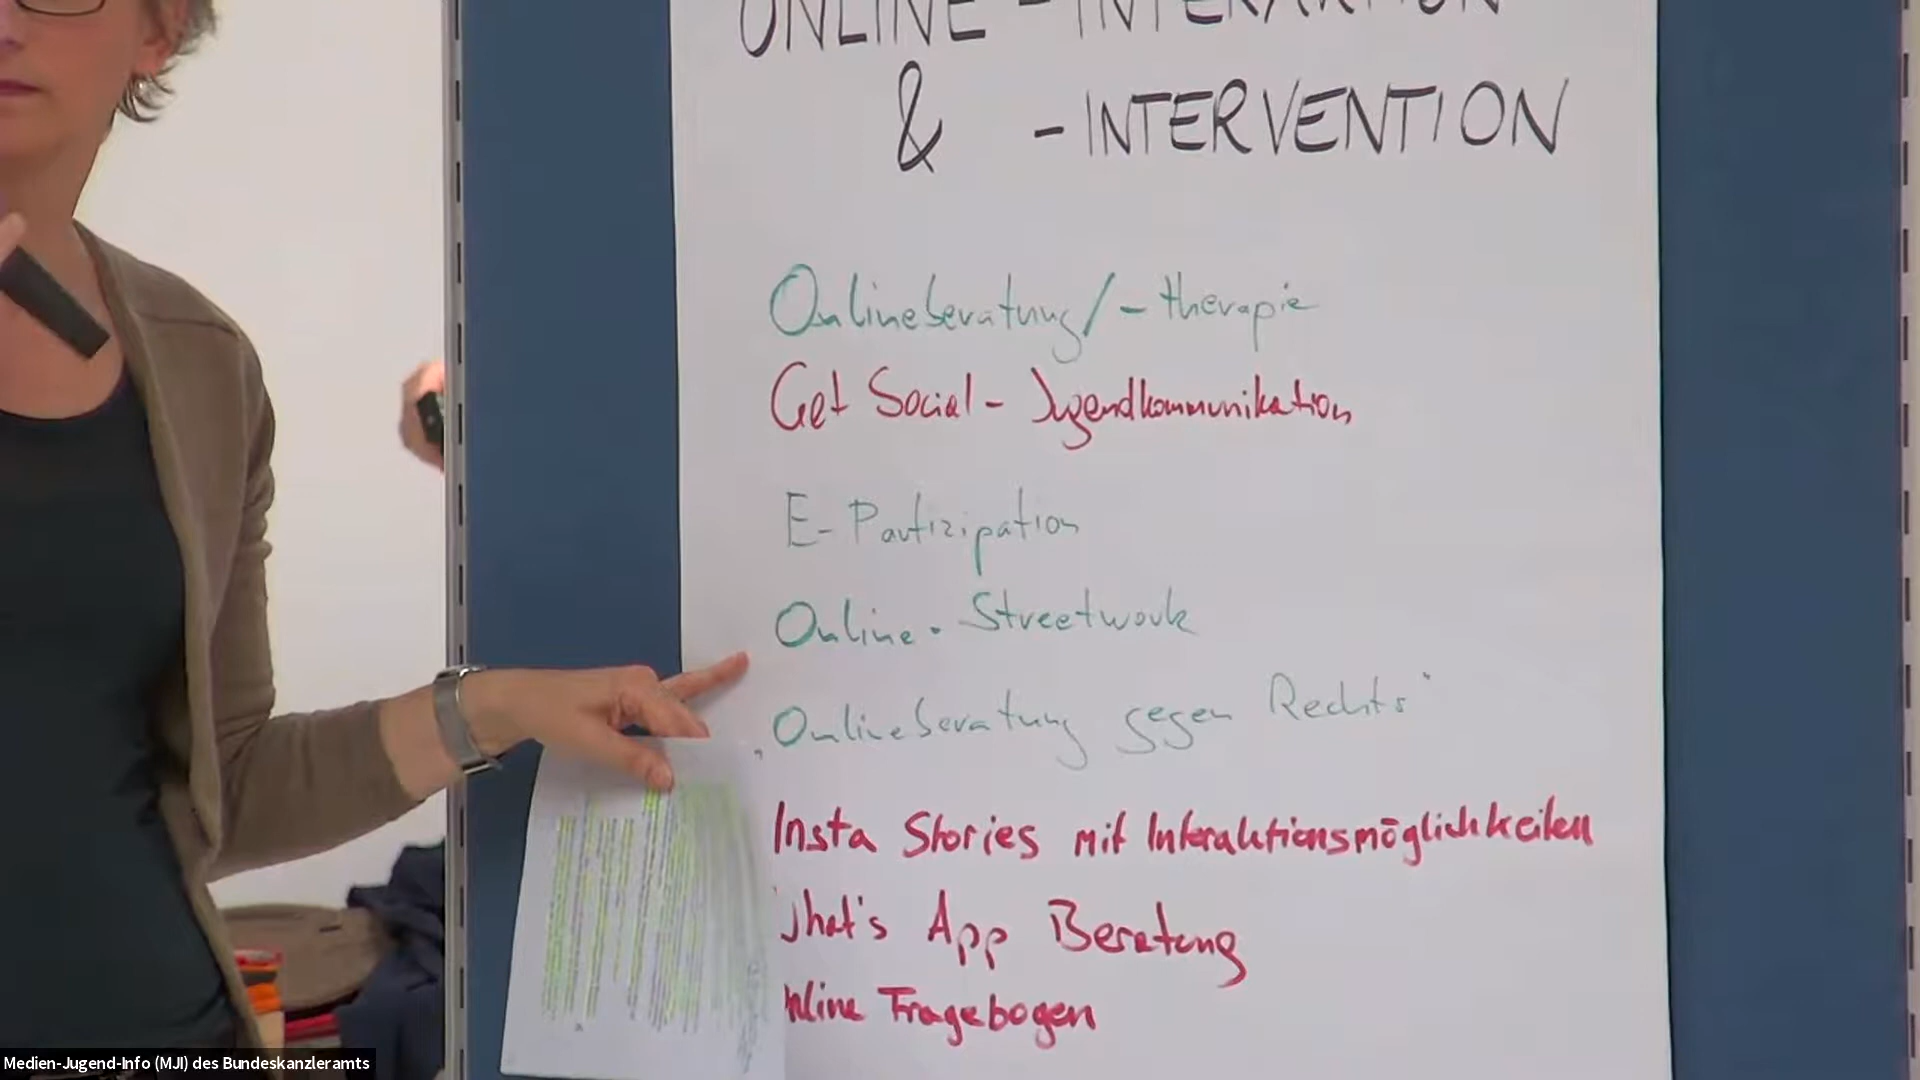 ONLINE - INTERAKTION
& - INTERVENTION
Onlineberatung / - therapie
Get Social - Jugendkommunikation
E- Partizipation
Online - Streetwork
„Onlineberatung gegen Rechts"
Insta Stories mit Interaktionsmöglichkeiten
What's App Beratung
nline Fragebogen
Medien-Jugend-Info (MJI) des Bundeskanzleramts